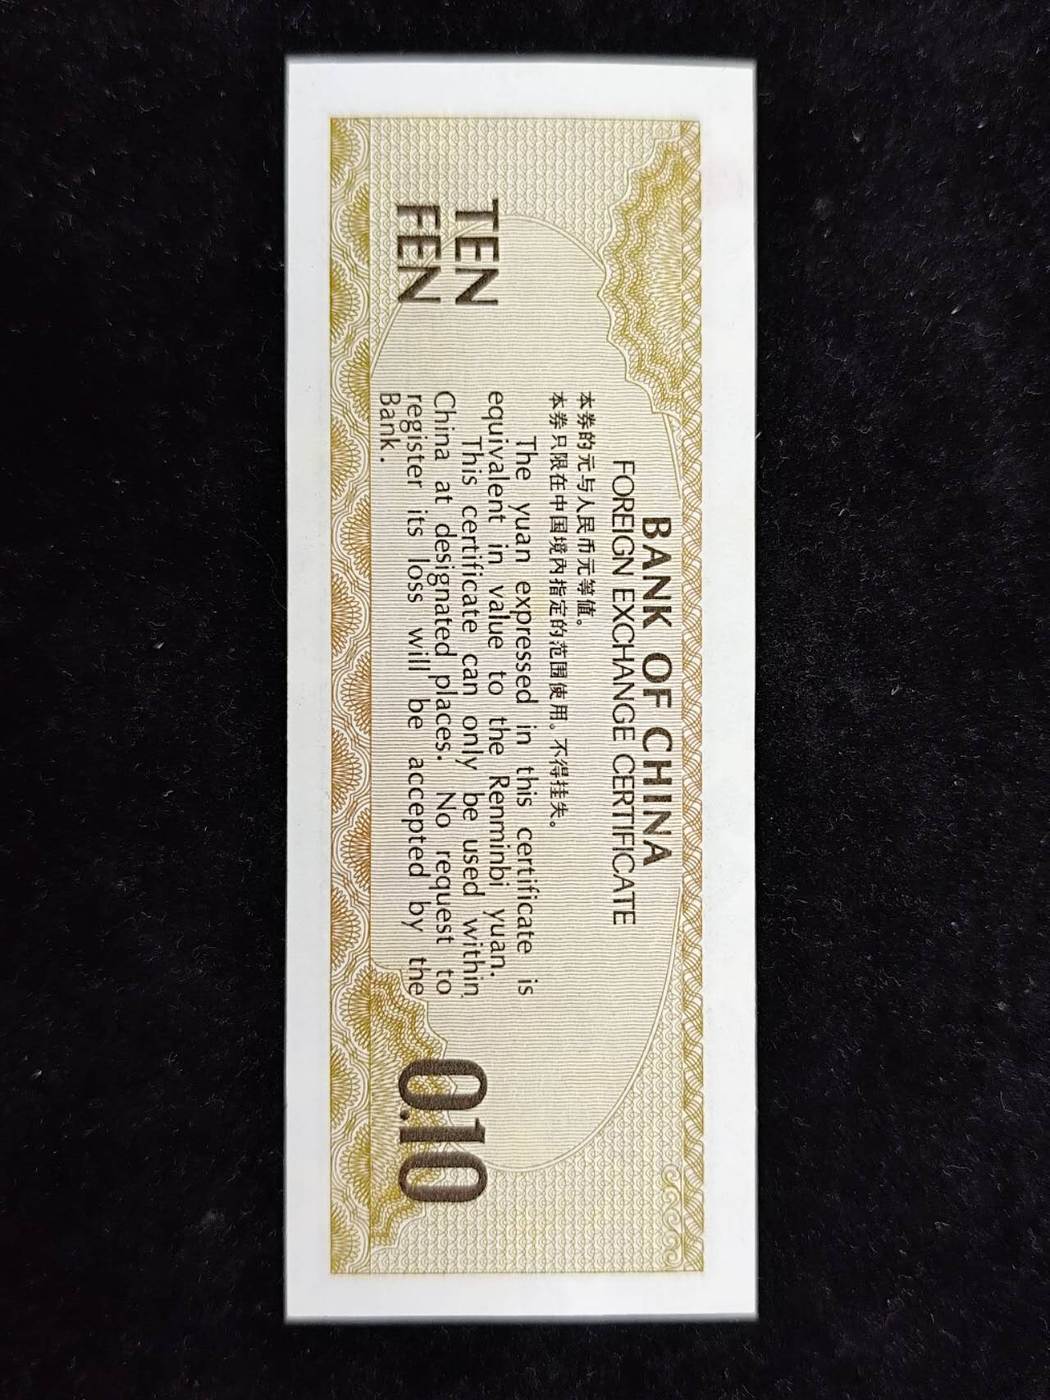 BANK OF CHINA
FOREIGN EXCHANGE CERTIFICATE
本券的元与人民币元等值。
本券只限在中国境内指定的范围使用。不得挂失。
The yuan expressed in this certificate is
equivalent in value to the Renminbi yuan.
This certificate can only be used within
China at designated places. No request to
register its loss will be accepted by the
Bank.
TEN
FEN
0.10